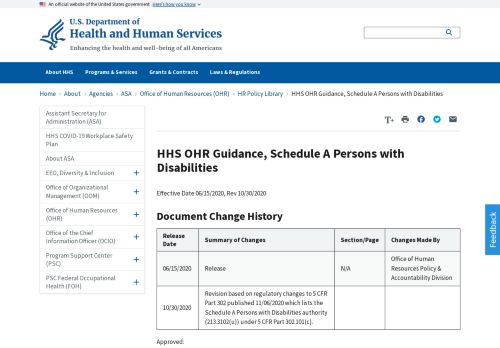 An official website of the United States government Here's how you know
U.S. Department of
Health and Human Services
Enhancing the health and well-being of all Americans
About HHS Programs & Services Grants & Contracts Laws & Regulations
Home > About > Agencies > ASA > Office of Human Resources (OHR) > HR Policy Library > HHS OHR Guidance, Schedule A Persons with Disabilities
Assistant Secretary for
Administration (ASA)
HHS COVID-19 Workplace Safety
Plan
About ASA
EEO, Diversity & Inclusion +
Office of Organizational
Management (OOM) +
Office of Human Resources
(OHR) +
Office of the Chief
Information Officer (OCIO) +
Program Support Center
(PSC) +
PSC Federal Occupational
Health (FOH) +
T+
HHS OHR Guidance, Schedule A Persons with
Disabilities
Effective Date 06/15/2020, Rev 10/30/2020
Document Change History
Release
Date
Summary of Changes
Section/Page
Changes Made By
06/15/2020
Release
N/A
Office of Human
Resources Policy &
Accountability Division
10/30/2020
Revision based on regulatory changes to 5 CFR
Part 302 published 11/06/2020 which lists the
Schedule A Persons with Disabilities authority
(213.3102(u)) under 5 CFR Part 302.101(c).
Approved:
Feedback